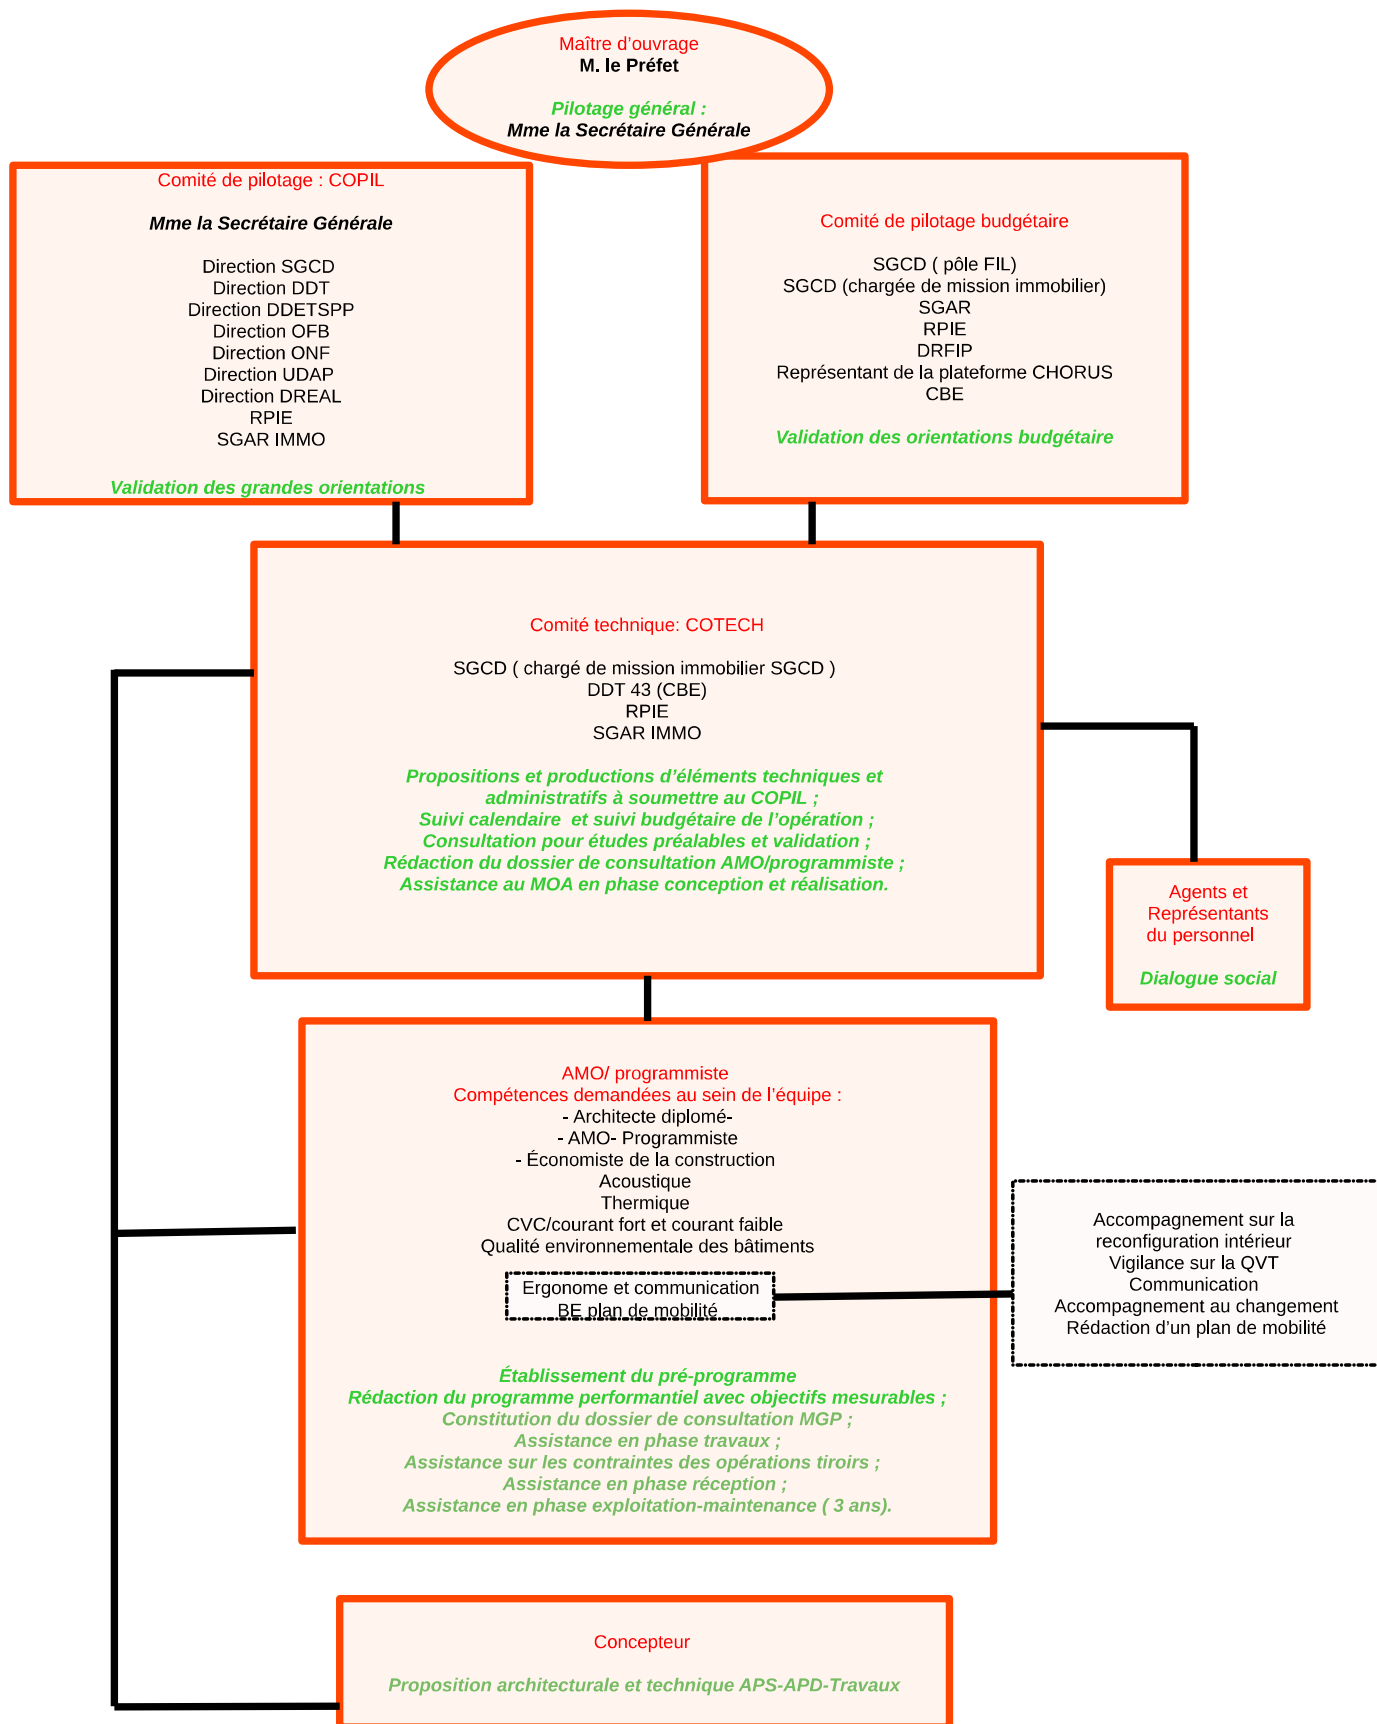 Maître d’ouvrage
M. le Préfet
Pilotage général :
Mme la Secrétaire Générale
Comité de pilotage : COPIL
Mme la Secrétaire Générale
Direction SGCD
Direction DDT
Direction DDETSPP
Direction OFB
Direction ONF
Direction UDAP
Direction DREAL
RPIE
SGAR IMMO
Validation des grandes orientations
Comité de pilotage budgétaire
SGCD ( pôle FIL)
SGCD (chargée de mission immobilier)
SGAR
RPIE
DRFIP
Représentant de la plateforme CHORUS
CBE
Validation des orientations budgétaire
Comité technique: COTECH
SGCD ( chargé de mission immobilier SGCD )
DDT 43 (CBE)
RPIE
SGAR IMMO
Propositions et productions d’éléments techniques et
administratifs à soumettre au COPIL ;
Suivi calendaire  et suivi budgétaire de l’opération ;
Consultation pour études préalables et validation ;
Rédaction du dossier de consultation AMO/programmiste ;
Assistance au MOA en phase conception et réalisation.
Agents et
Représentants
du personnel
Dialogue social
AMO/ programmiste
Compétences demandées au sein de l’équipe :
- Architecte diplomé-
- AMO- Programmiste
- Économiste de la construction
Acoustique
Thermique
CVC/courant fort et courant faible
Qualité environnementale des bâtiments
Ergonome et communication
BE plan de mobilité
Accompagnement sur la
reconfiguration intérieur
Vigilance sur la QVT
Communication
Accompagnement au changement
Rédaction d’un plan de mobilité
Établissement du pré-programme
Rédaction du programme performantiel avec objectifs mesurables ;
Constitution du dossier de consultation MGP ;
Assistance en phase travaux ;
Assistance sur les contraintes des opérations tiroirs ;
Assistance en phase réception ;
Assistance en phase exploitation-maintenance ( 3 ans).
Concepteur
Proposition architecturale et technique APS-APD-Travaux